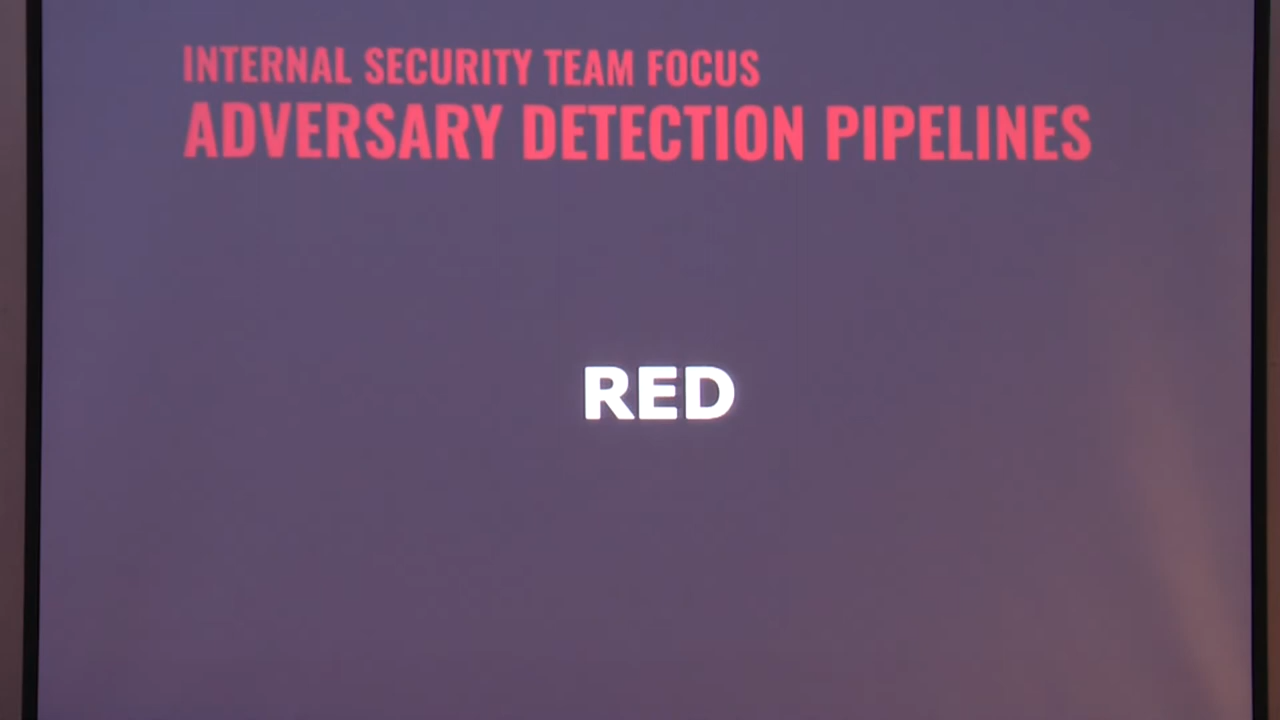 INTERNAL SECURITY TEAM FOCUS
ADVERSARY DETECTION PIPELINES
RED